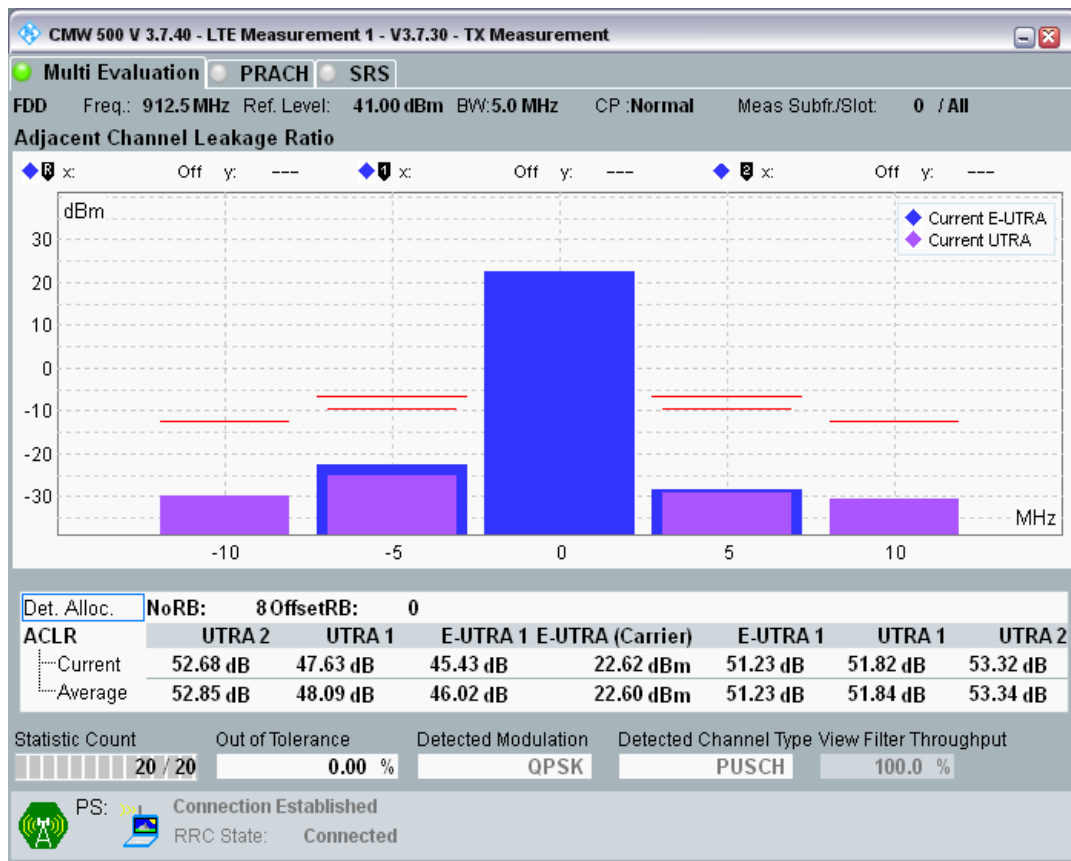 CMW 500 V 3.7.40 - LTE Measurement 1 - V3.7.30 - TX Measurement
Multi Evaluation PRACH SRS
FDD Freq.: 912.5 MHz Ref. Level: 41.00 dBm BW:5.0 MHz CP :Normal Meas Subfr./Slot: 0 / All
Adjacent Channel Leakage Ratio
R x: Off y: --- 1 x: Off y: --- 2 x: Off y: ---
dBm
Current E-UTRA
Current UTRA
30
20
10
0
-10
-20
-30
MHz
-10 -5 0 5 10
Det. Alloc. NoRB: 8 OffsetRB: 0
ACLR UTRA 2 UTRA 1 E-UTRA 1 E-UTRA (Carrier) E-UTRA 1 UTRA 1 UTRA 2
Current 52.68 dB 47.63 dB 45.43 dB 22.62 dBm 51.23 dB 51.82 dB 53.32 dB
Average 52.85 dB 48.09 dB 46.02 dB 22.60 dBm 51.23 dB 51.84 dB 53.34 dB
Statistic Count Out of Tolerance Detected Modulation Detected Channel Type View Filter Throughput
20 / 20 0.00 % QPSK PUSCH 100.0 %
PS: Connection Established
RRC State: Connected